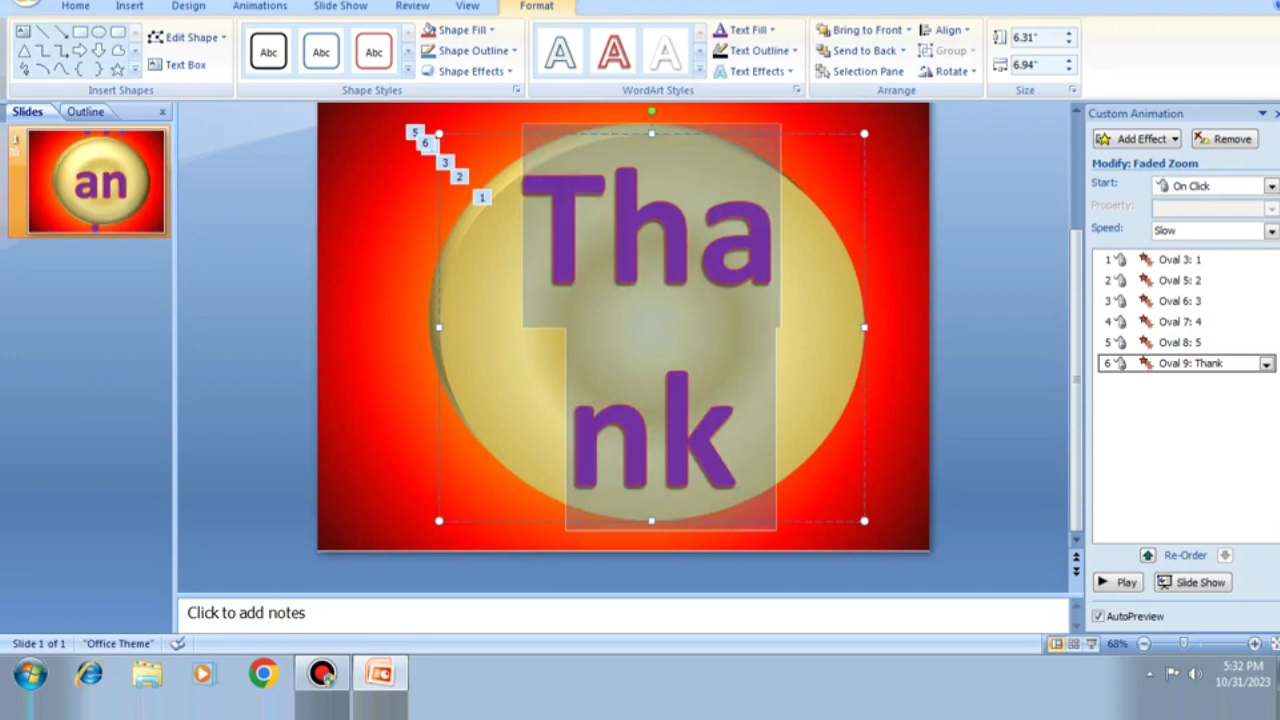 Home Insert Design Animations Slide Show Review View Format
Edit Shape
Text Box
Insert Shapes
Abc Abc Abc
Shape Fill
Shape Outline
Shape Effects
Shape Styles
A A A
Text Fill
Text Outline
Text Effects
WordArt Styles
Bring to Front
Send to Back
Selection Pane
Align
Group
Rotate
Arrange
6.31"
6.94"
Size
Slides Outline
1
an
5
6
3
2
1
Tha
nk
Custom Animation
Add Effect Remove
Modify: Faded Zoom
Start: On Click
Property:
Speed: Slow
1 Oval 3: 1
2 Oval 5: 2
3 Oval 6: 3
4 Oval 7: 4
5 Oval 8: 5
6 Oval 9: Thank
Re-Order
Play Slide Show
AutoPreview
Click to add notes
Slide 1 of 1 "Office Theme" 68%
5:32 PM
10/31/2023